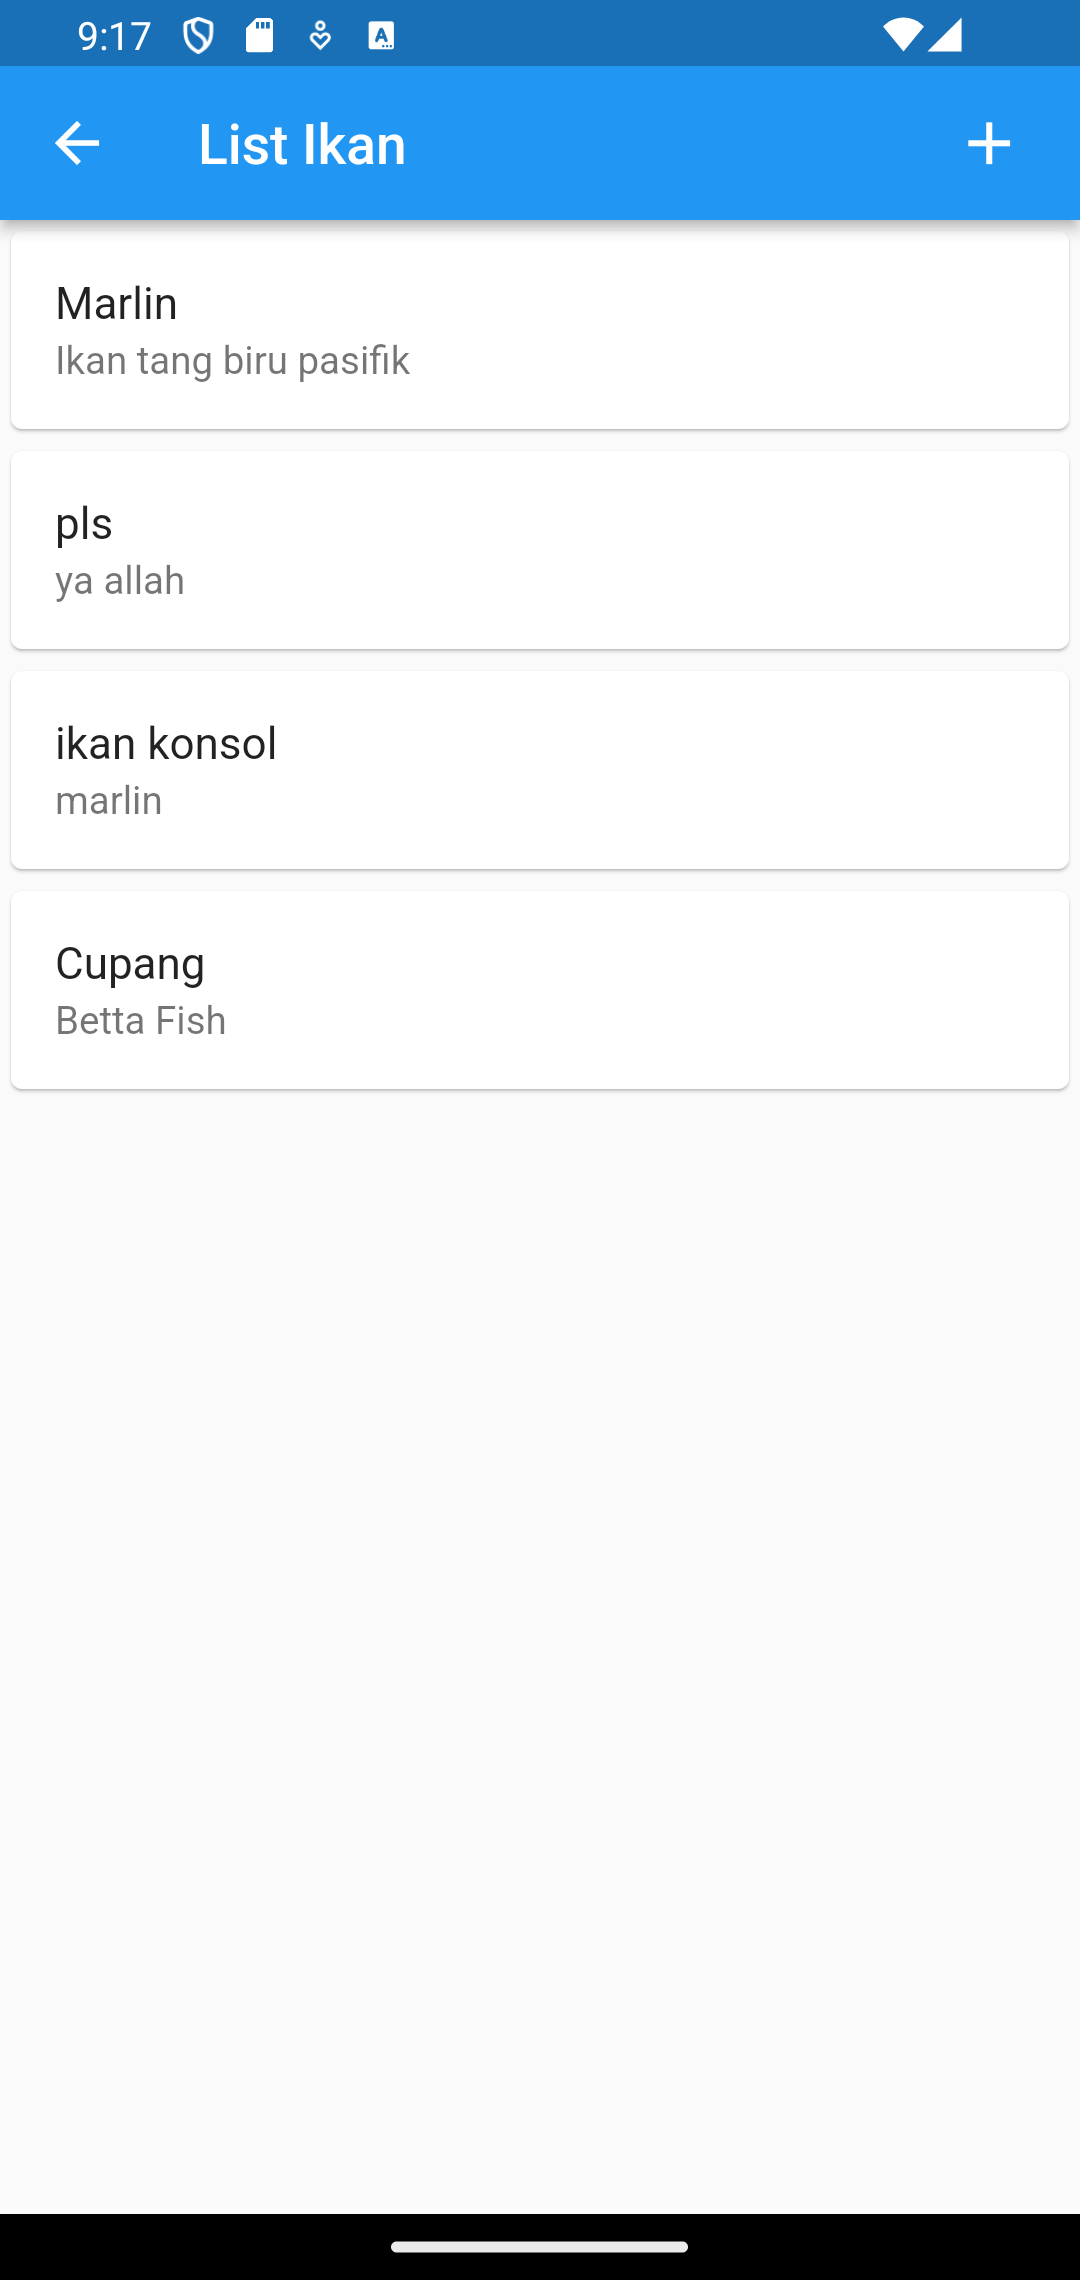 9:17
List Ikan
Marlin
Ikan tang biru pasifik
pls
ya allah
ikan konsol
marlin
Cupang
Betta Fish